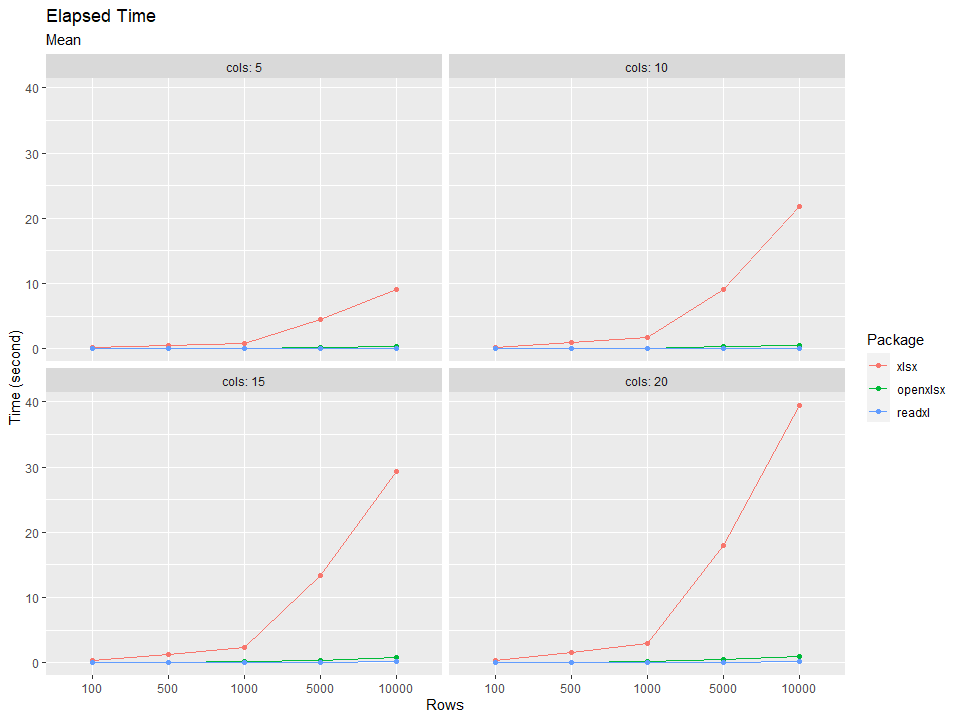 Elapsed Time
Mean
cols: 5
cols: 10
40
30
20
10
0
cols: 15
cols: 20
40
30
20
10
0
100 500 1000 5000 10000
100 500 1000 5000 10000
Rows
Time (second)
Package
xlsx
openxlsx
readxl